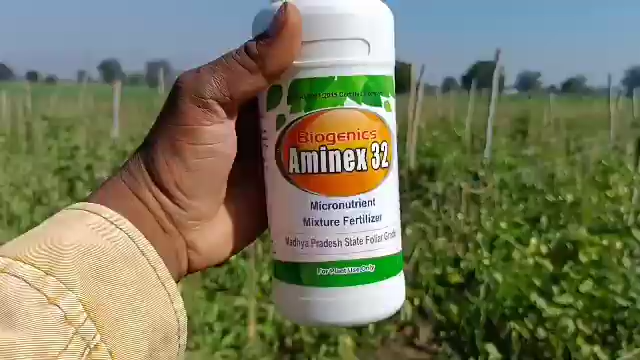 Biogenics
Aminex 32
Micronutrient
Mixture Fertilizer
Madhya Pradesh State Foliar Grade
For Plant Use Only